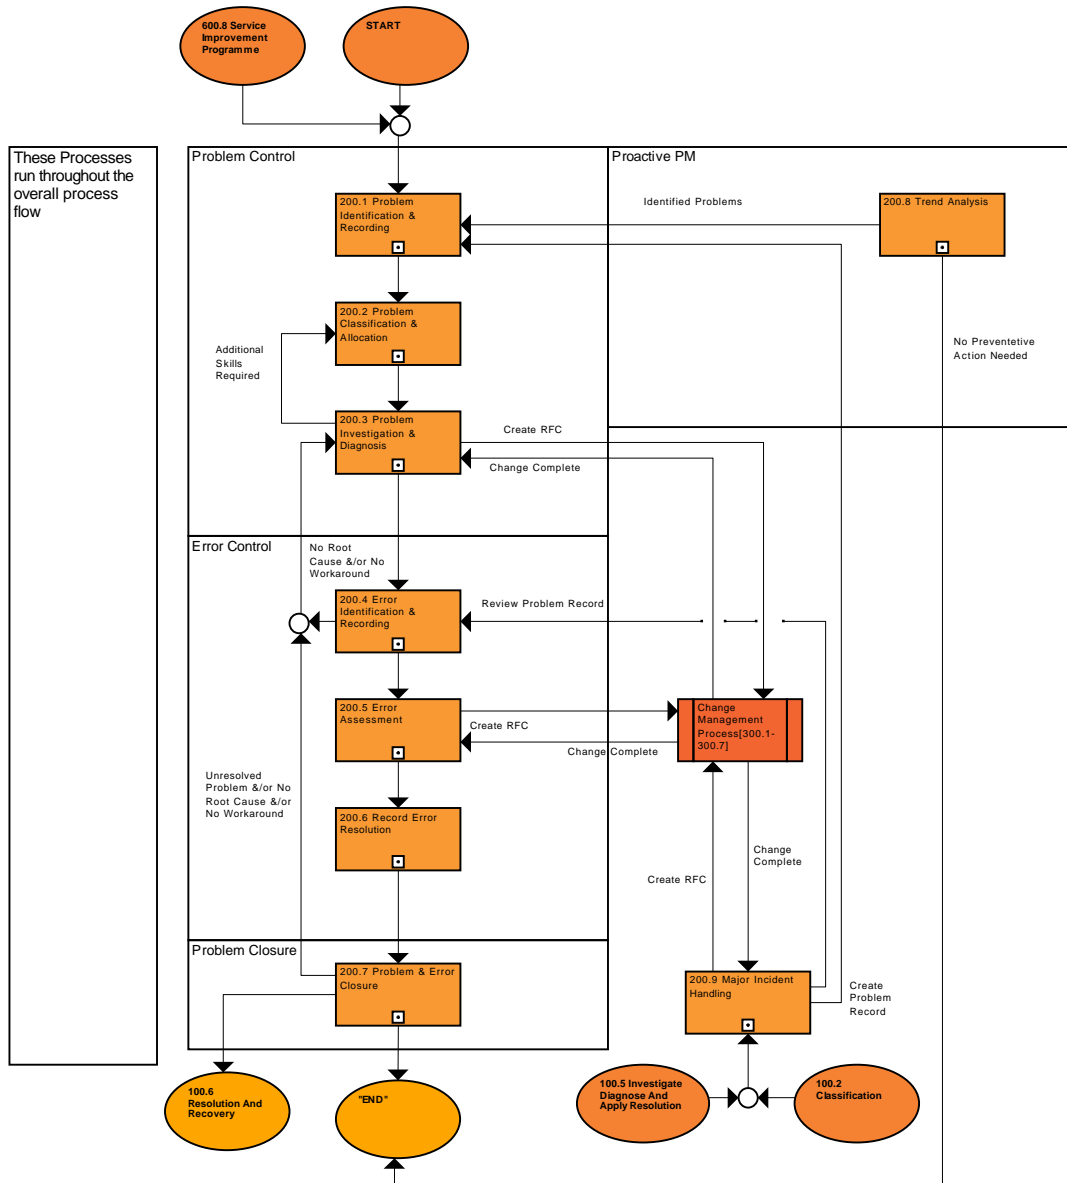 600.8 Service
Improvement
Programme
START
These Processes
run throughout the
overall process
flow
Problem Control
Proactive PM
200.1 Problem
Identification &
Recording
Identified Problems
200.8 Trend Analysis
200.2 Problem
Classification &
Allocation
Additional
Skills
Required
No Preventetive
Action Needed
200.3 Problem
Investigation &
Diagnosis
Create RFC
Change Complete
Error Control
No Root
Cause &/or No
Workaround
200.4 Error
Identification &
Recording
Review Problem Record
200.5 Error
Assessment
Create RFC
Change Complete
Change
Management
Process[300.1-
300.7]
Unresolved
Problem &/or No
Root Cause &/or
No Workaround
200.6 Record Error
Resolution
Create RFC
Change
Complete
Problem Closure
200.7 Problem & Error
Closure
200.9 Major Incident
Handling
Create
Problem
Record
100.6
Resolution And
Recovery
"END"
100.5 Investigate
Diagnose And
Apply Resolution
100.2
Classification